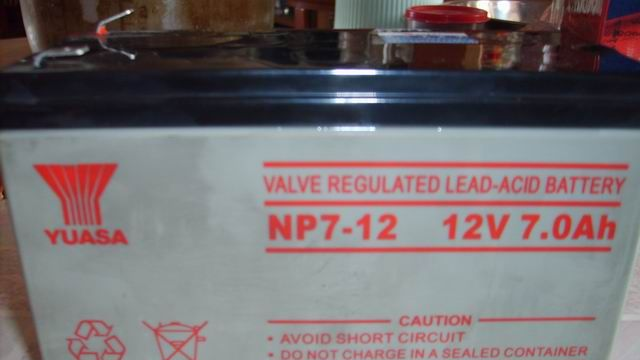 YUASA
VALVE REGULATED LEAD-ACID BATTERY
NP7-12 12V 7.0Ah
CAUTION
• AVOID SHORT CIRCUIT
• DO NOT CHARGE IN A SEALED CONTAINER